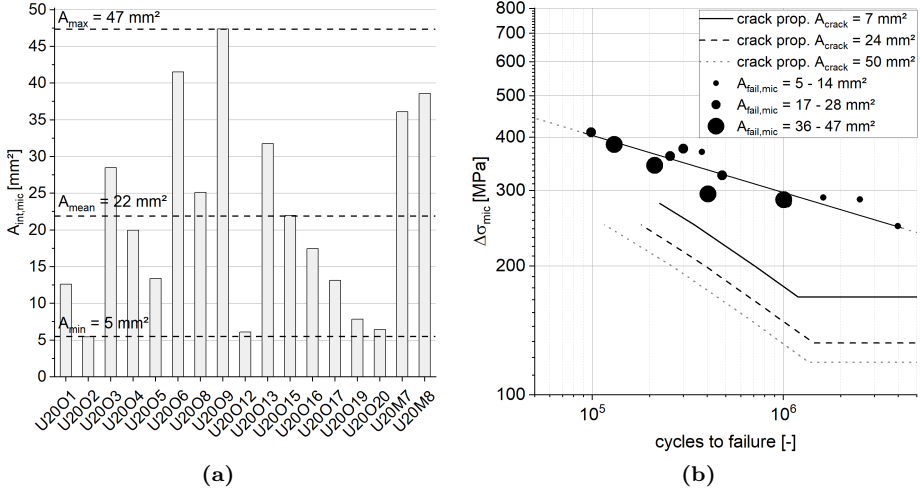 A_max = 47 mm²
A_mean = 22 mm²
A_min = 5 mm²
A_int,mic [mm²]
50
45
40
35
30
25
20
15
10
5
0
U20O1
U20O2
U20O3
U20O4
U20O5
U20O6
U20O8
U20O9
U20O12
U20O13
U20O15
U20O16
U20O17
U20O19
U20O20
U20M7
U20M8
(a)
crack prop. A_crack = 7 mm²
crack prop. A_crack = 24 mm²
crack prop. A_crack = 50 mm²
A_fail,mic = 5 - 14 mm²
A_fail,mic = 17 - 28 mm²
A_fail,mic = 36 - 47 mm²
Δσ_mic [MPa]
800
700
600
500
400
300
200
100
10⁵
10⁶
cycles to failure [-]
(b)